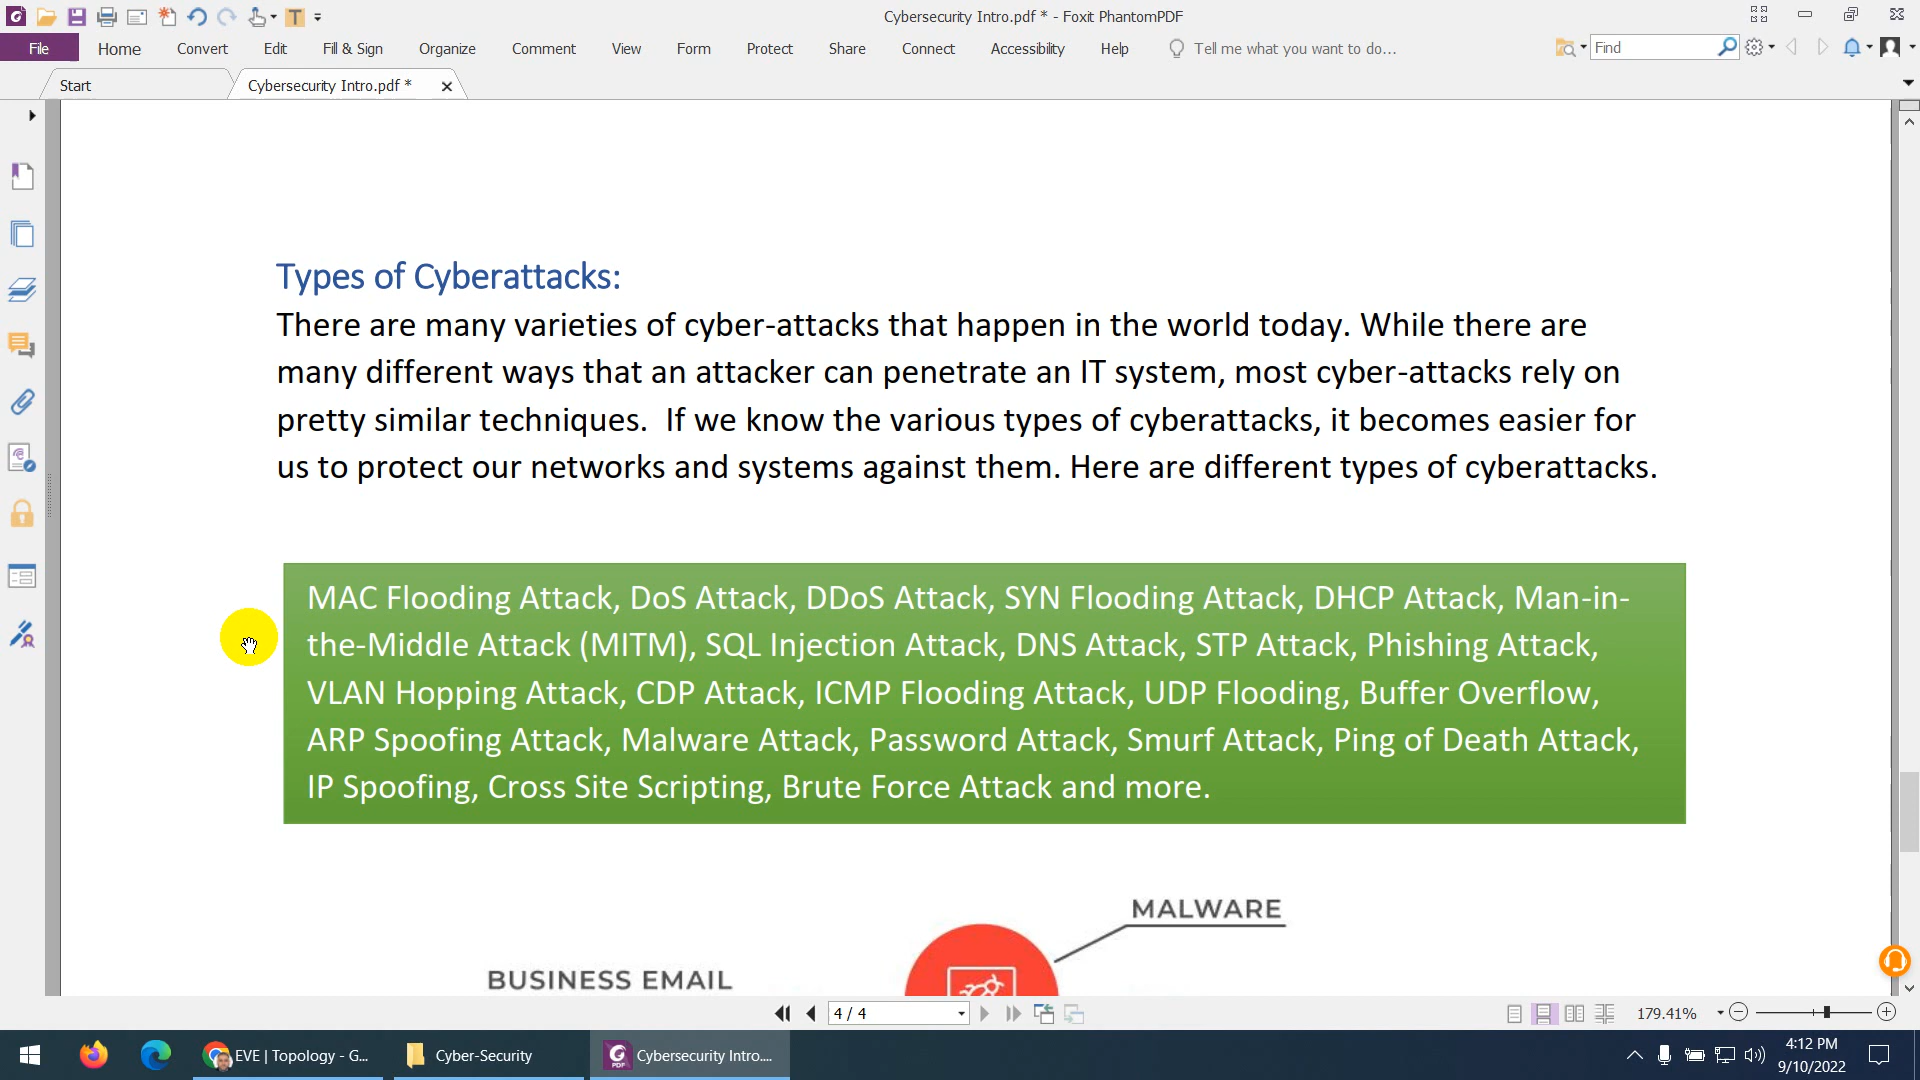 Cybersecurity Intro.pdf * - Foxit PhantomPDF
File Home Convert Edit Fill & Sign Organize Comment View Form Protect Share Connect Accessibility Help Tell me what you want to do... Find
Start Cybersecurity Intro.pdf *
Types of Cyberattacks:
There are many varieties of cyber-attacks that happen in the world today. While there are
many different ways that an attacker can penetrate an IT system, most cyber-attacks rely on
pretty similar techniques.  If we know the various types of cyberattacks, it becomes easier for
us to protect our networks and systems against them. Here are different types of cyberattacks.
MAC Flooding Attack, DoS Attack, DDoS Attack, SYN Flooding Attack, DHCP Attack, Man-in-
the-Middle Attack (MITM), SQL Injection Attack, DNS Attack, STP Attack, Phishing Attack,
VLAN Hopping Attack, CDP Attack, ICMP Flooding Attack, UDP Flooding, Buffer Overflow,
ARP Spoofing Attack, Malware Attack, Password Attack, Smurf Attack, Ping of Death Attack,
IP Spoofing, Cross Site Scripting, Brute Force Attack and more.
MALWARE
BUSINESS EMAIL
4 / 4 179.41%
EVE | Topology - G... Cyber-Security PDF Cybersecurity Intro.... 4:12 PM
9/10/2022